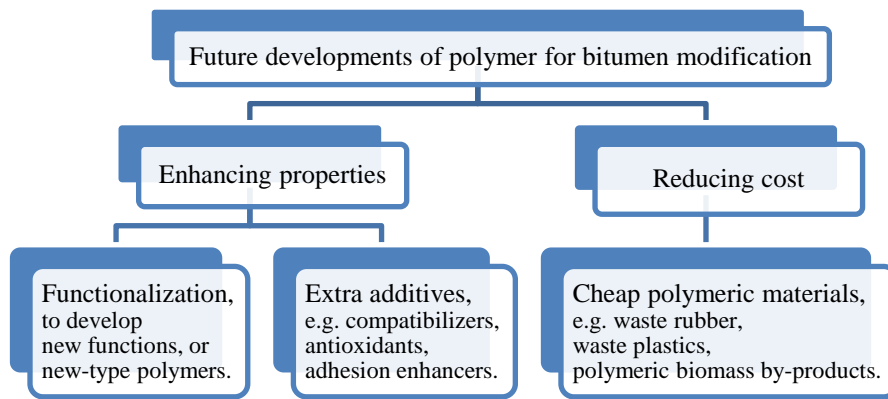 Future developments of polymer for bitumen modification
Enhancing properties
Reducing cost
Functionalization,
to develop
new functions, or
new-type polymers.
Extra additives,
e.g. compatibilizers,
antioxidants,
adhesion enhancers.
Cheap polymeric materials,
e.g. waste rubber,
waste plastics,
polymeric biomass by-products.